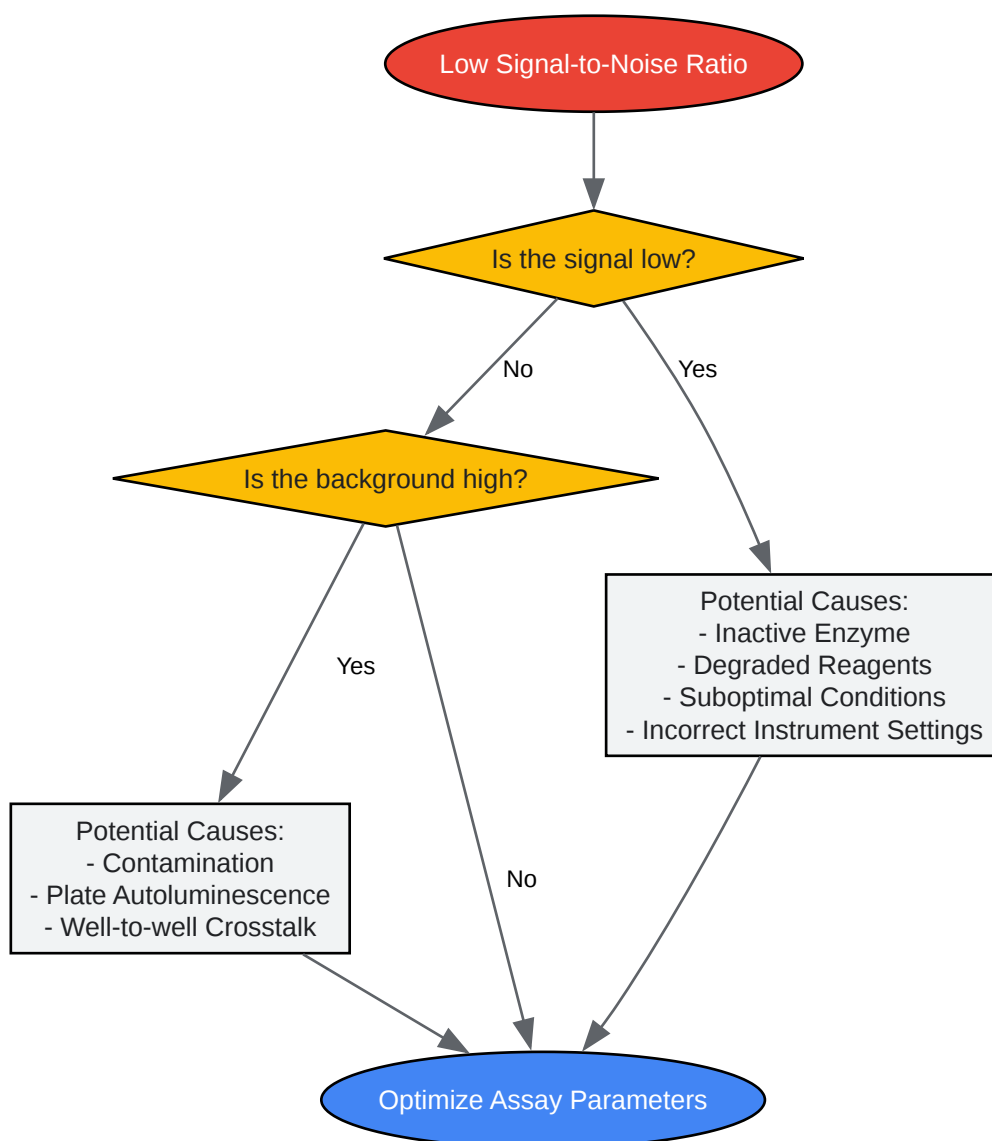 Low Signal-to-Noise Ratio
Is the signal low?
No
Yes
Is the background high?
Potential Causes:
- Inactive Enzyme
- Degraded Reagents
- Suboptimal Conditions
- Incorrect Instrument Settings
Yes
Potential Causes:
- Contamination
- Plate Autoluminescence
- Well-to-well Crosstalk
No
Optimize Assay Parameters